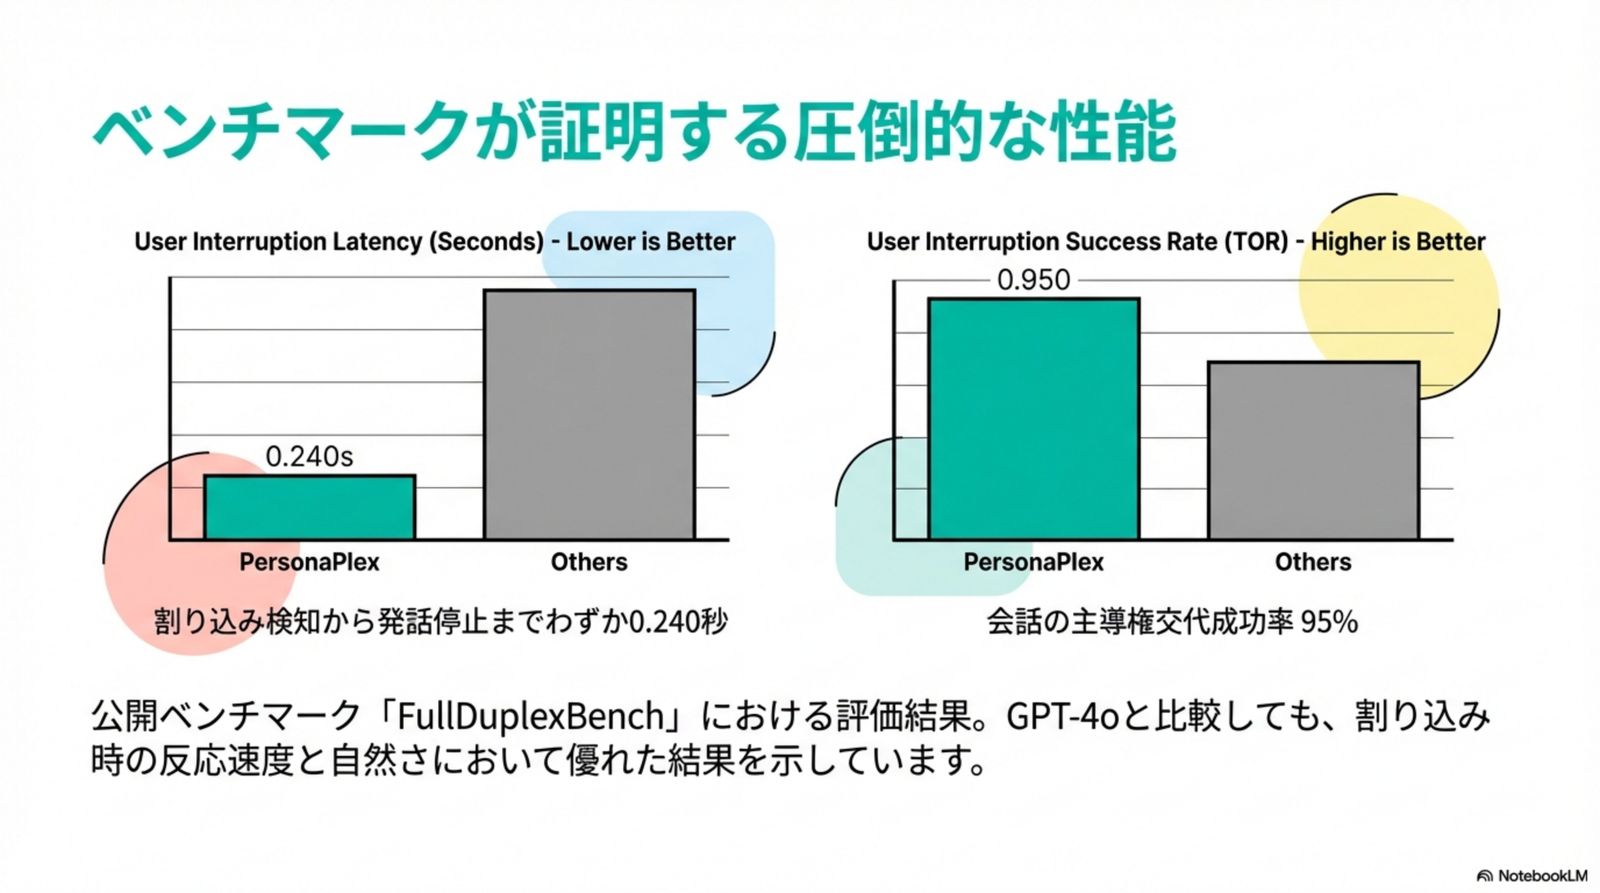 ベンチマークが証明する圧倒的な性能
User Interruption Latency (Seconds) - Lower is Better
0.240s
PersonaPlex
Others
割り込み検知から発話停止までわずか0.240秒
User Interruption Success Rate (TOR) - Higher is Better
0.950
PersonaPlex
Others
会話の主導権交代成功率 95%
公開ベンチマーク「FullDuplexBench」における評価結果。GPT-4oと比較しても、割り込み
時の反応速度と自然さにおいて優れた結果を示しています。
NotebookLM